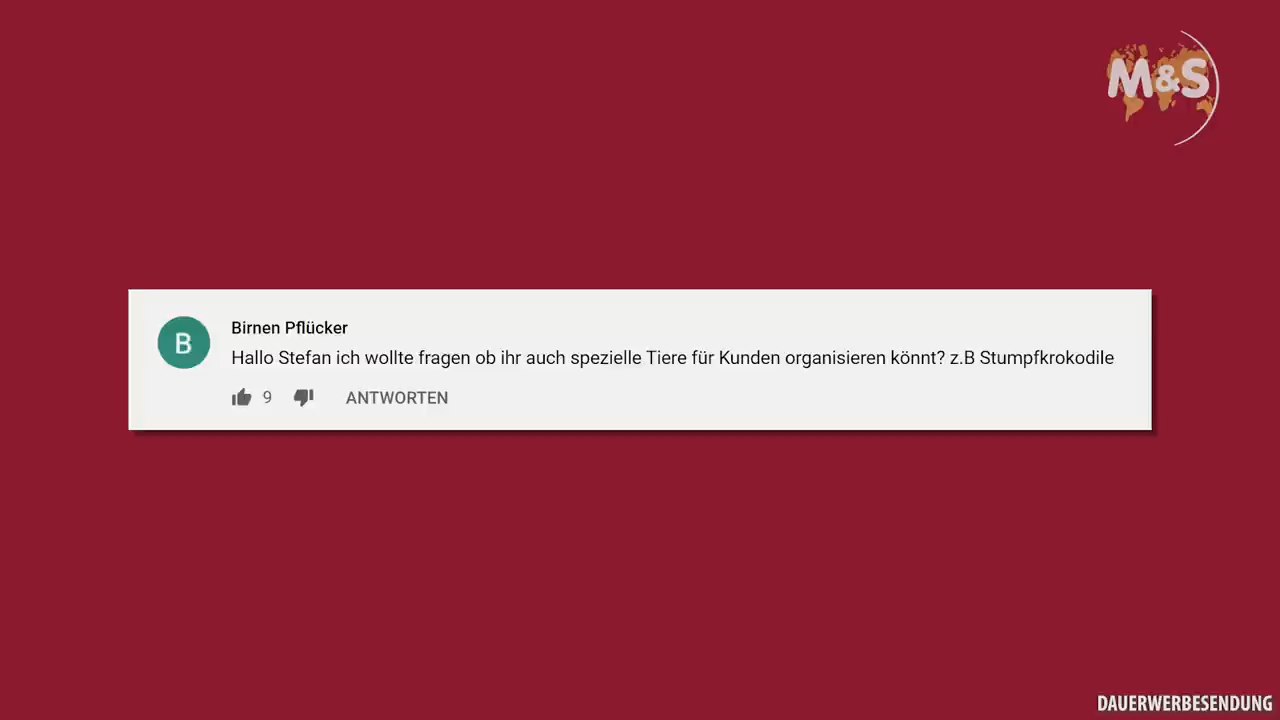 M&S
B
Birnen Pflücker
Hallo Stefan ich wollte fragen ob ihr auch spezielle Tiere für Kunden organisieren könnt? z.B Stumpfkrokodile
9 ANTWORTEN
DAUERWERBESENDUNG